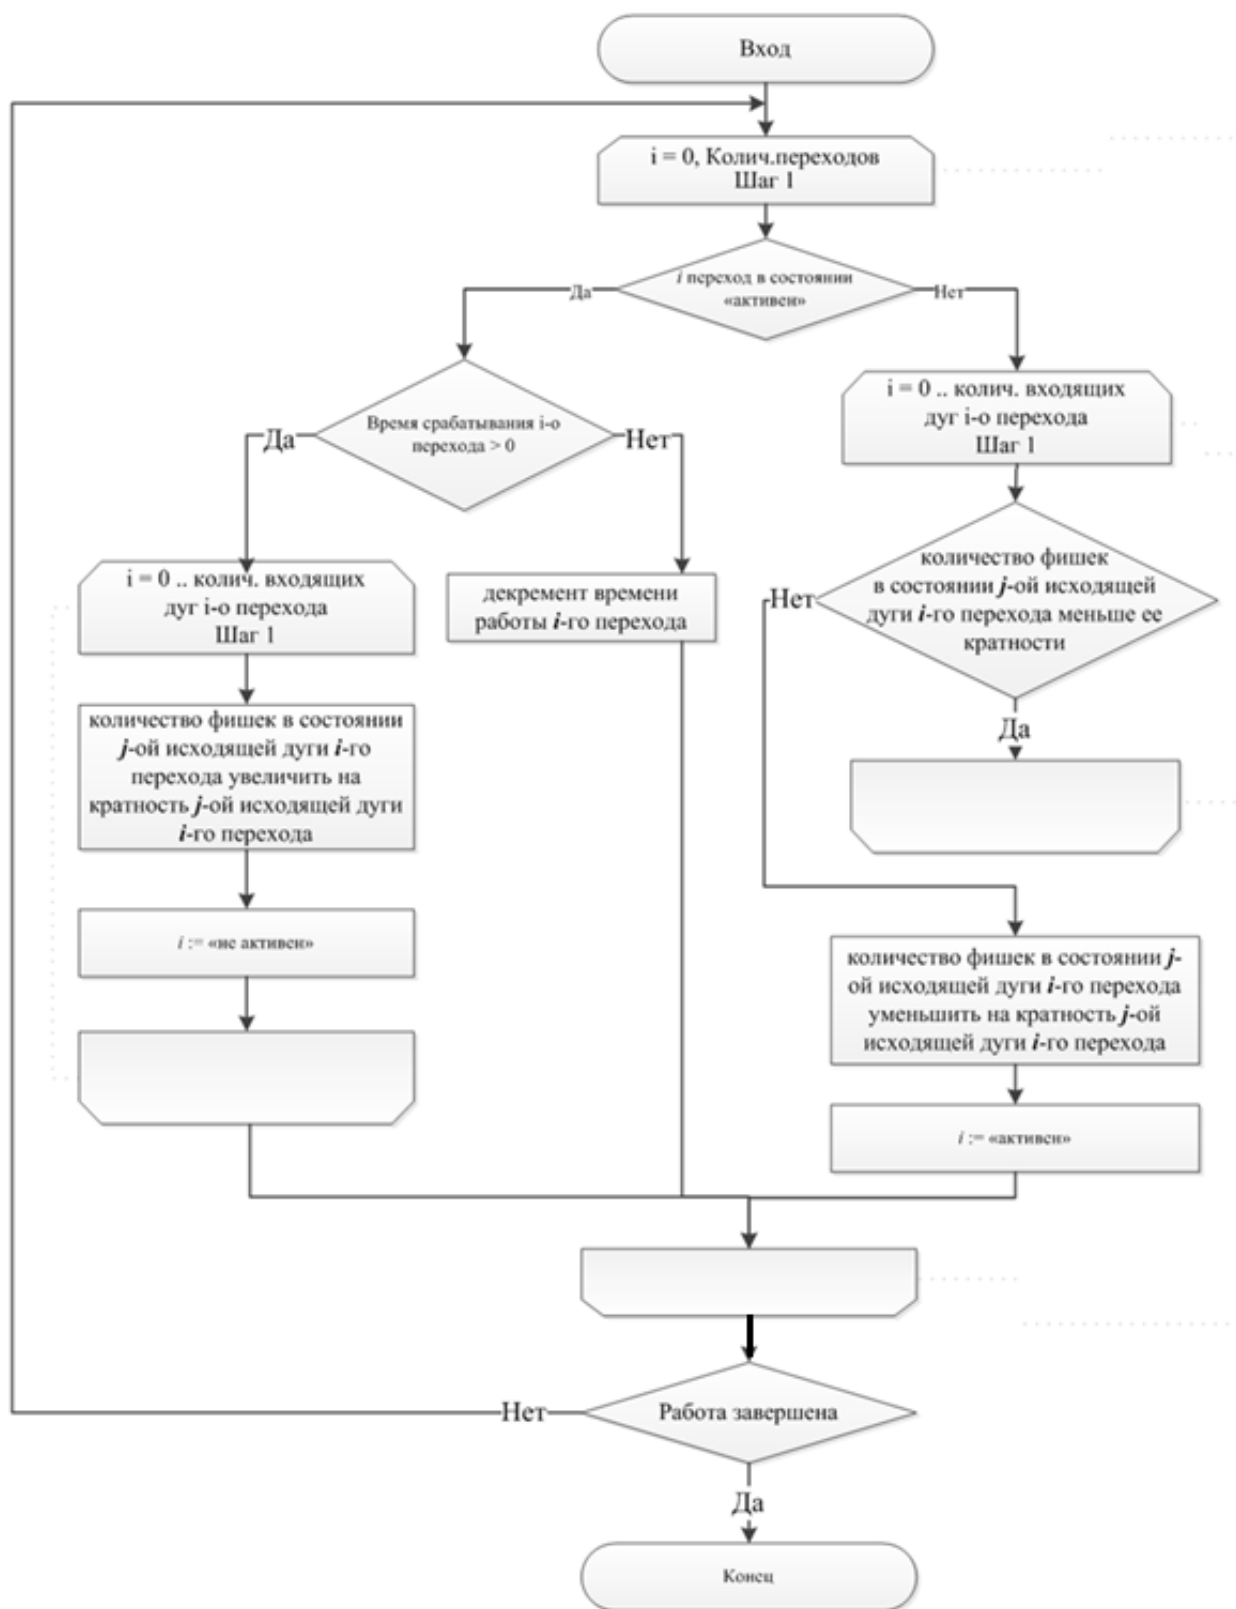 Вход
i = 0, Колич.переходов
Шаг 1
i переход в состоянии
«активен»
Да
Нет
Время срабатывания i-о
перехода > 0
Да
Нет
i = 0 .. колич. входящих
дуг i-о перехода
Шаг 1
i = 0 .. колич. входящих
дуг i-о перехода
Шаг 1
декремент времени
работы i-го перехода
количество фишек
в состоянии j-ой исходящей
дуги i-го перехода меньше ее
кратности
Нет
Да
количество фишек в состоянии
j-ой исходящей дуги i-го
перехода увеличить на
кратность j-ой исходящей дуги
i-го перехода
i := «не активен»
количество фишек в состоянии j-
ой исходящей дуги i-го перехода
уменьшить на кратность j-ой
исходящей дуги i-го перехода
i := «активен»
Работа завершена
Нет
Да
Конец